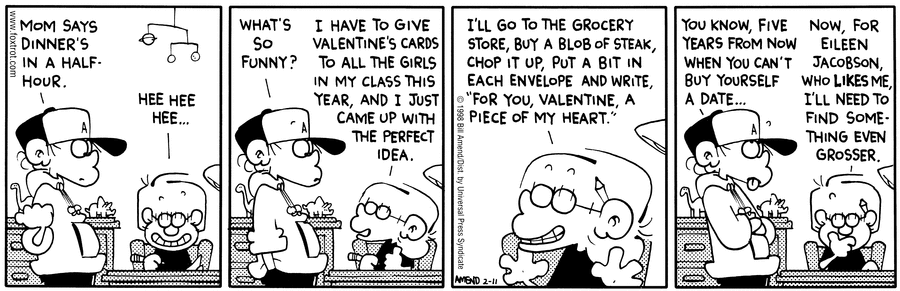 www.foxtrot.com
MOM SAYS
DINNER'S
IN A HALF-
HOUR.
HEE HEE
HEE...
A
WHAT'S
SO
FUNNY?
I HAVE TO GIVE
VALENTINE'S CARDS
TO ALL THE GIRLS
IN MY CLASS THIS
YEAR, AND I JUST
CAME UP WITH
THE PERFECT
IDEA.
A
© 1998 Bill Amend/Dist. by Universal Press Syndicate
I'LL GO TO THE GROCERY
STORE, BUY A BLOB OF STEAK,
CHOP IT UP, PUT A BIT IN
EACH ENVELOPE AND WRITE,
"FOR YOU, VALENTINE, A
PIECE OF MY HEART."
AMEND 2-11
YOU KNOW, FIVE
YEARS FROM NOW
WHEN YOU CAN'T
BUY YOURSELF
A DATE...
NOW, FOR
EILEEN
JACOBSON,
WHO LIKES ME,
I'LL NEED TO
FIND SOME-
THING EVEN
GROSSER.
A